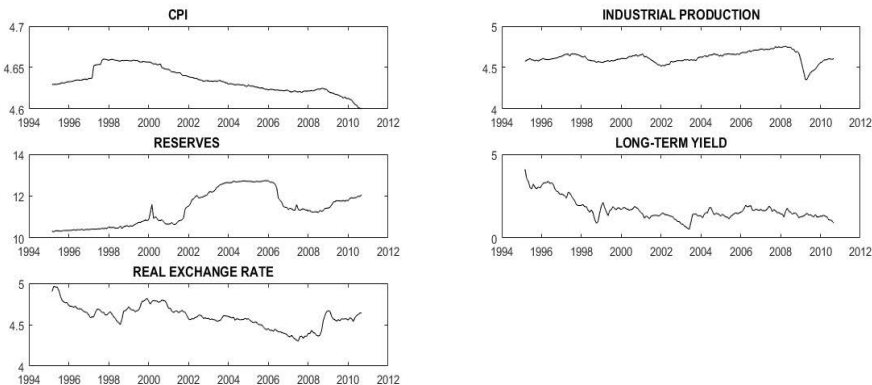 CPI
4.7
4.65
4.6
1994 1996 1998 2000 2002 2004 2006 2008 2010 2012
INDUSTRIAL PRODUCTION
5
4.5
4
1994 1996 1998 2000 2002 2004 2006 2008 2010 2012
RESERVES
14
12
10
1994 1996 1998 2000 2002 2004 2006 2008 2010 2012
LONG-TERM YIELD
5
0
1994 1996 1998 2000 2002 2004 2006 2008 2010 2012
REAL EXCHANGE RATE
5
4.5
4
1994 1996 1998 2000 2002 2004 2006 2008 2010 2012